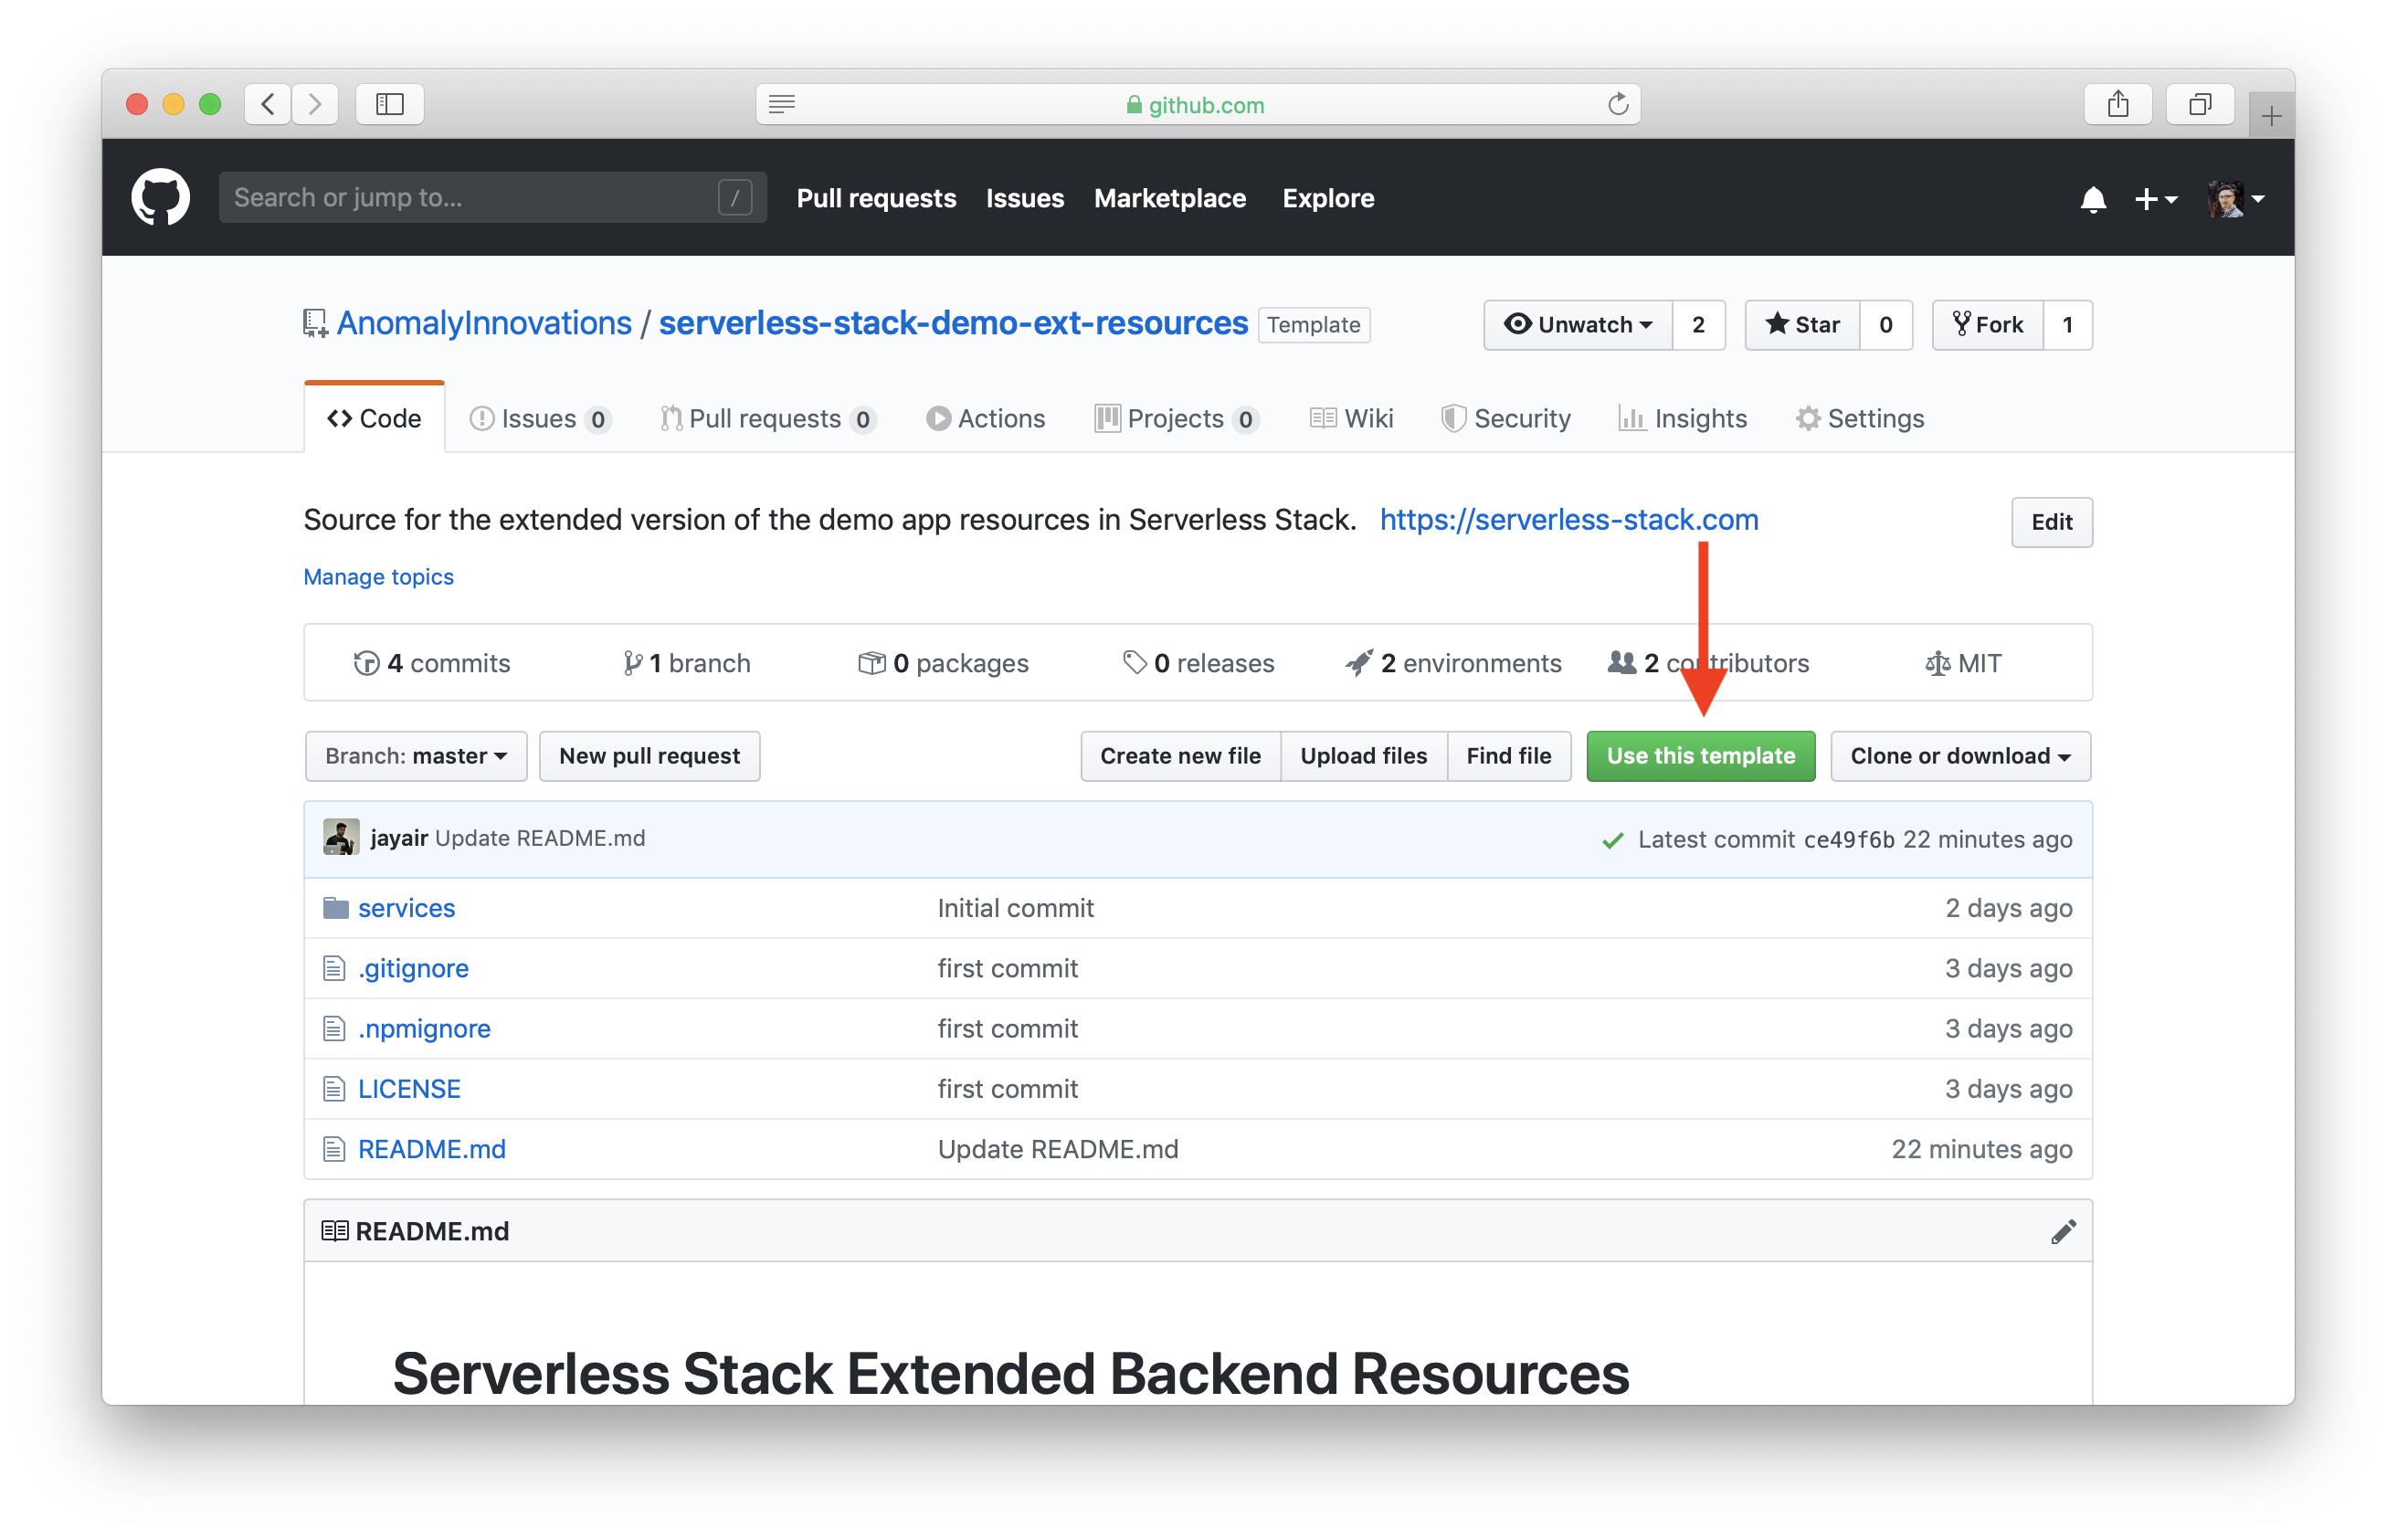 github.com
Search or jump to... /
Pull requests Issues Marketplace Explore
AnomalyInnovations / serverless-stack-demo-ext-resources Template
Unwatch 2 Star 0 Fork 1
Code Issues 0 Pull requests 0 Actions Projects 0 Wiki Security Insights Settings
Source for the extended version of the demo app resources in Serverless Stack. https://serverless-stack.com Edit
Manage topics
4 commits 1 branch 0 packages 0 releases 2 environments 2 contributors MIT
Branch: master New pull request Create new file Upload files Find file Use this template Clone or download
jayair Update README.md Latest commit ce49f6b 22 minutes ago
services Initial commit 2 days ago
.gitignore first commit 3 days ago
.npmignore first commit 3 days ago
LICENSE first commit 3 days ago
README.md Update README.md 22 minutes ago
README.md
Serverless Stack Extended Backend Resources